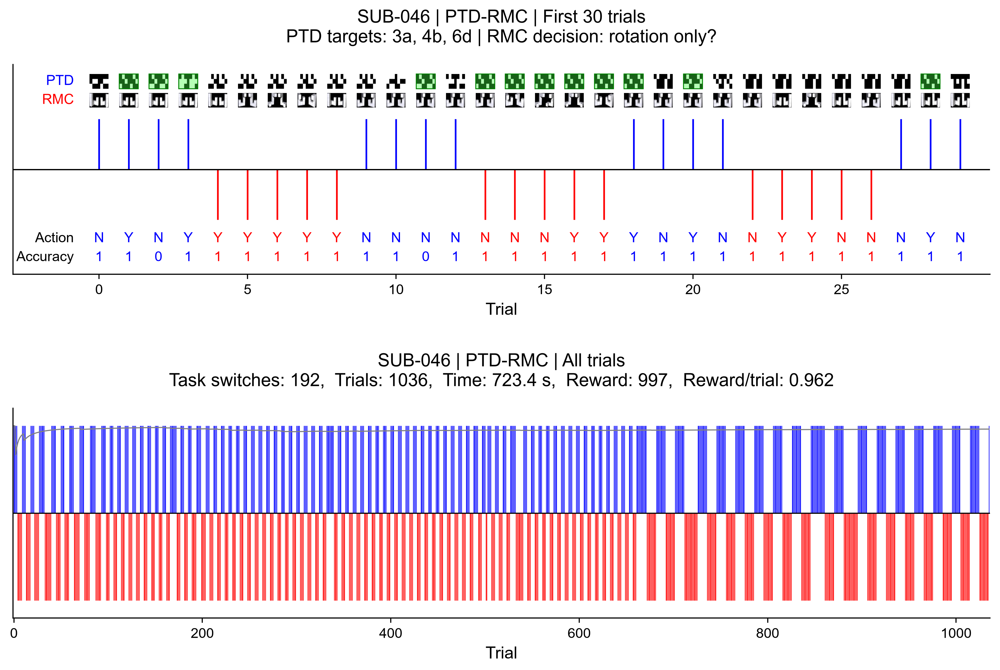 SUB-046 | PTD-RMC | First 30 trials
PTD targets: 3a, 4b, 6d | RMC decision: rotation only?
PTD
RMC
Action N Y N Y Y Y Y Y Y N N N N N N N Y Y Y N Y N N Y Y N N N Y N
Accuracy 1 1 0 1 1 1 1 1 1 1 1 0 1 1 1 1 1 1 1 1 1 1 1 1 1 1 1 1 1 1
0 5 10 15 20 25
Trial
SUB-046 | PTD-RMC | All trials
Task switches: 192, Trials: 1036, Time: 723.4 s, Reward: 997, Reward/trial: 0.962
0 200 400 600 800 1000
Trial